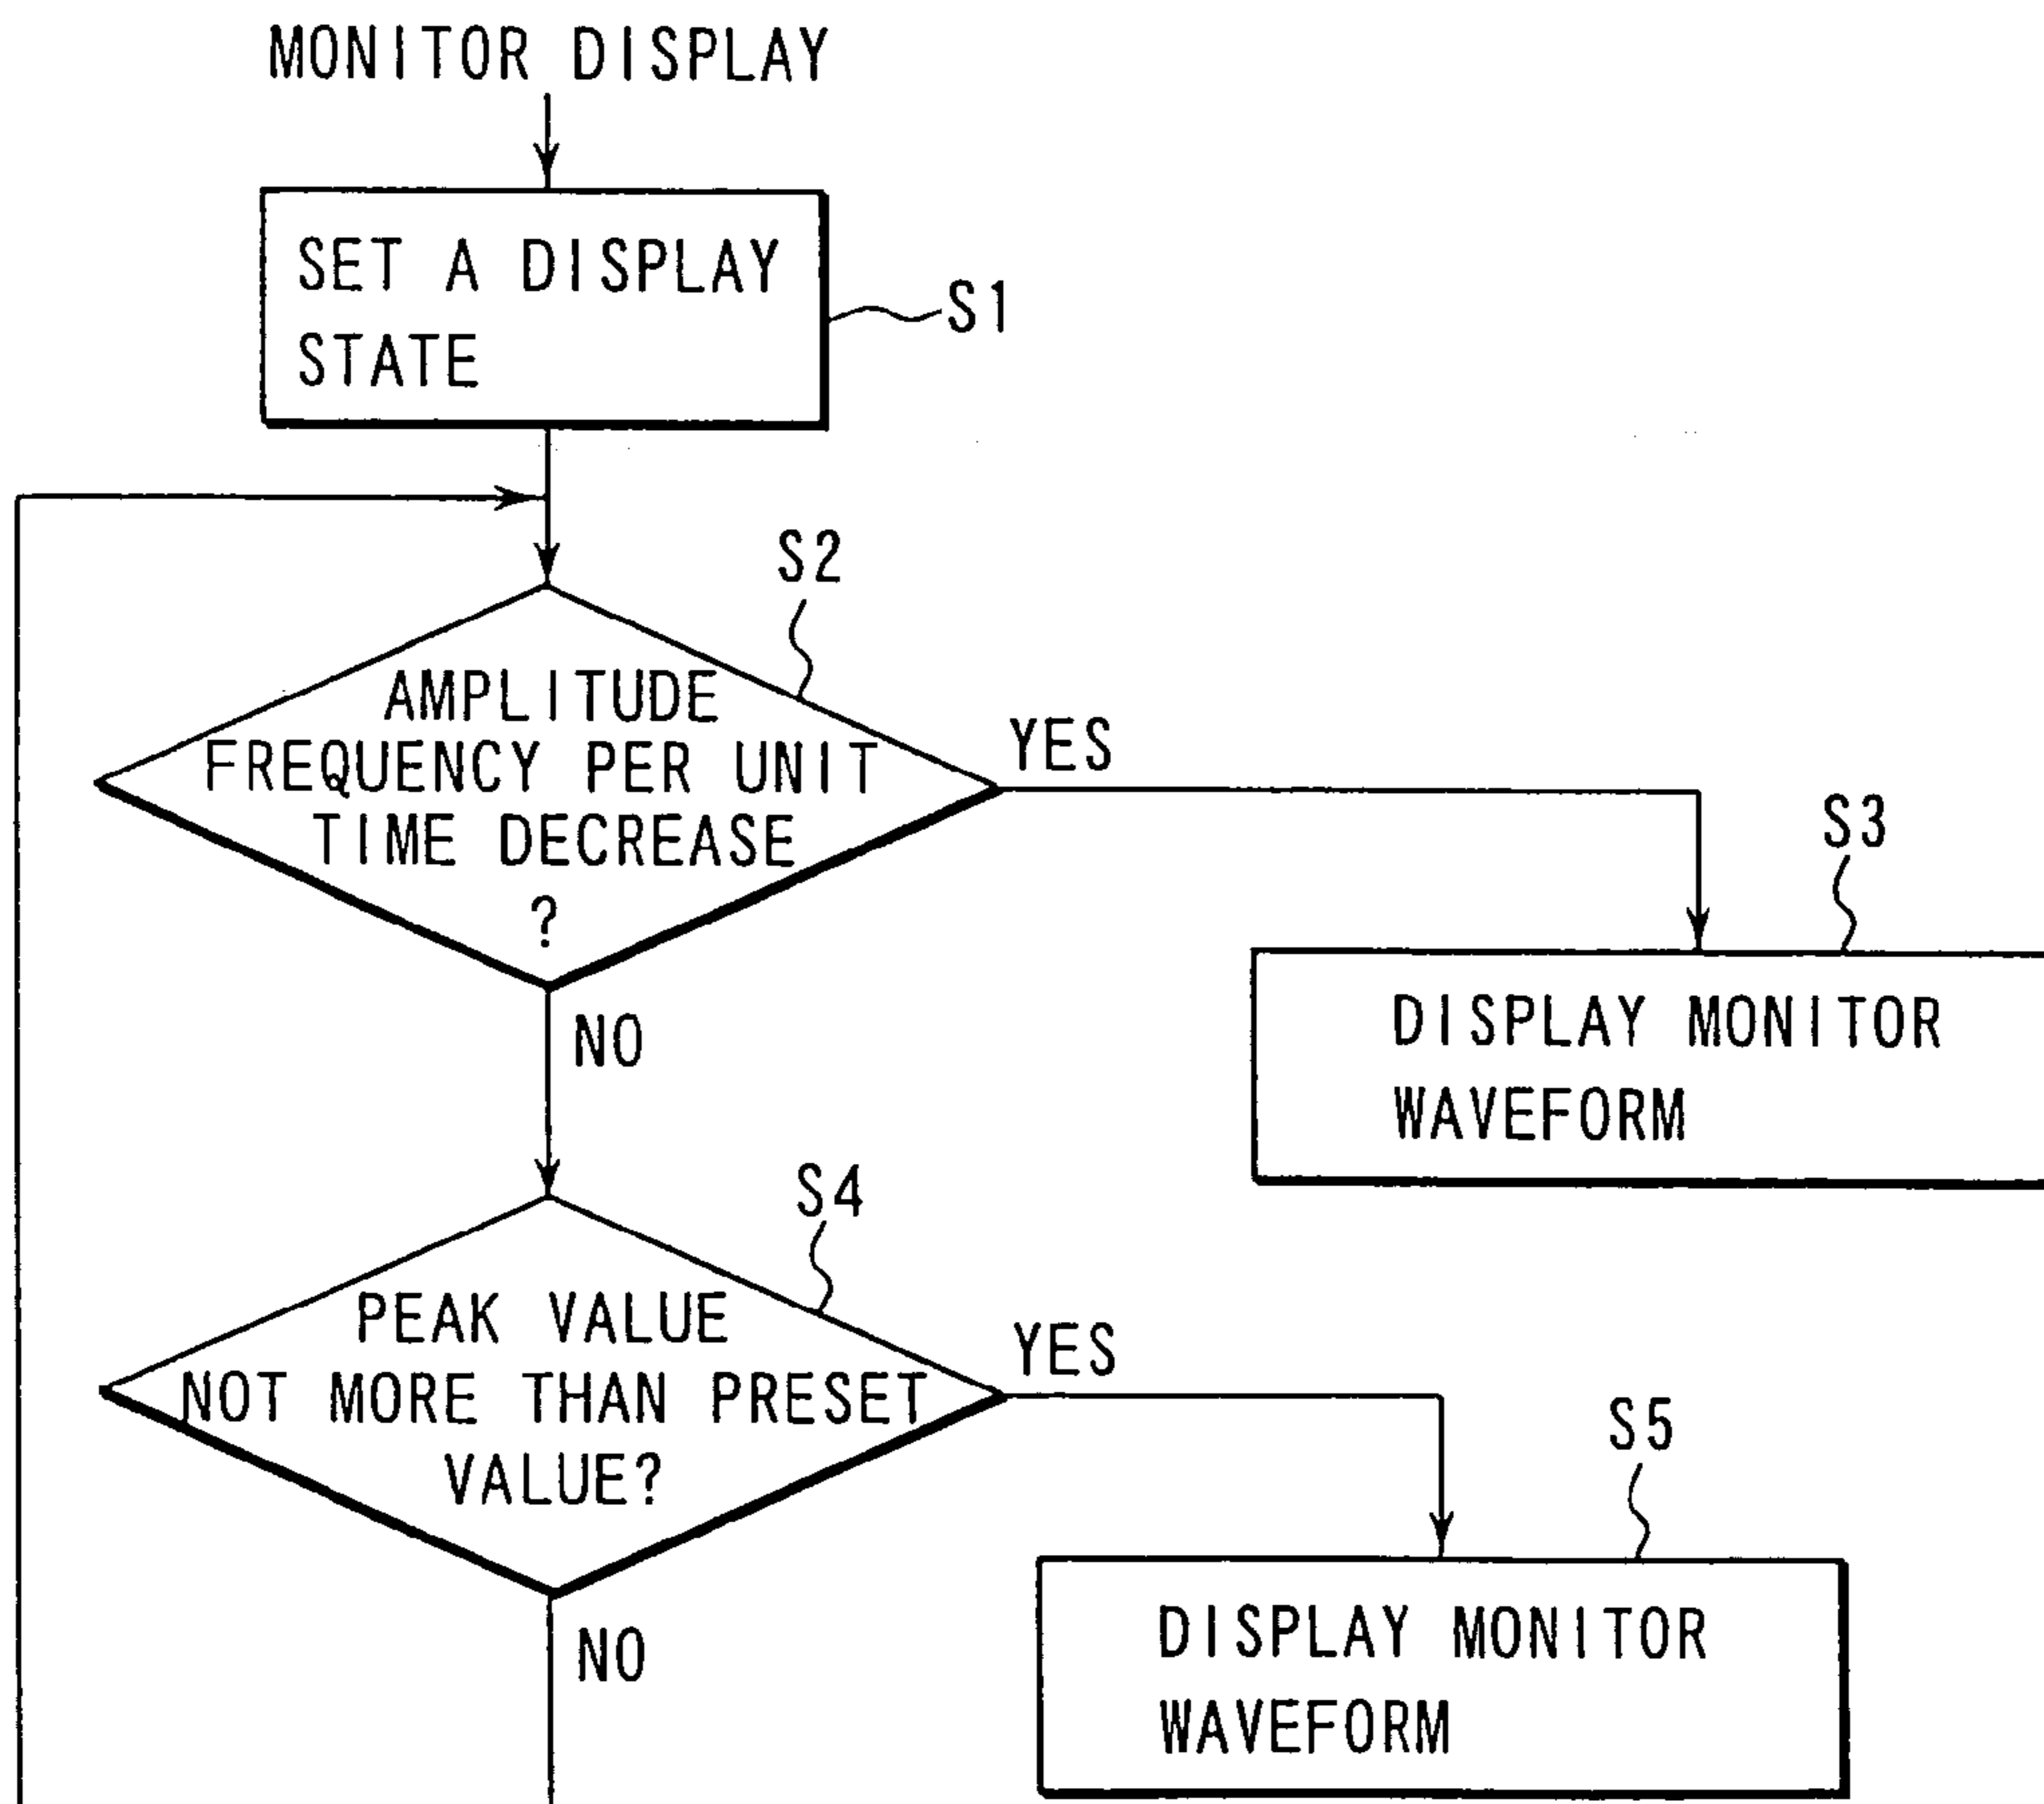 MONITOR DISPLAY
SET A DISPLAY
STATE
S1
S2
AMPLITUDE
FREQUENCY PER UNIT
TIME DECREASE
?
YES
S3
DISPLAY MONITOR
WAVEFORM
NO
S4
PEAK VALUE
NOT MORE THAN PRESET
VALUE?
YES
S5
DISPLAY MONITOR
WAVEFORM
NO